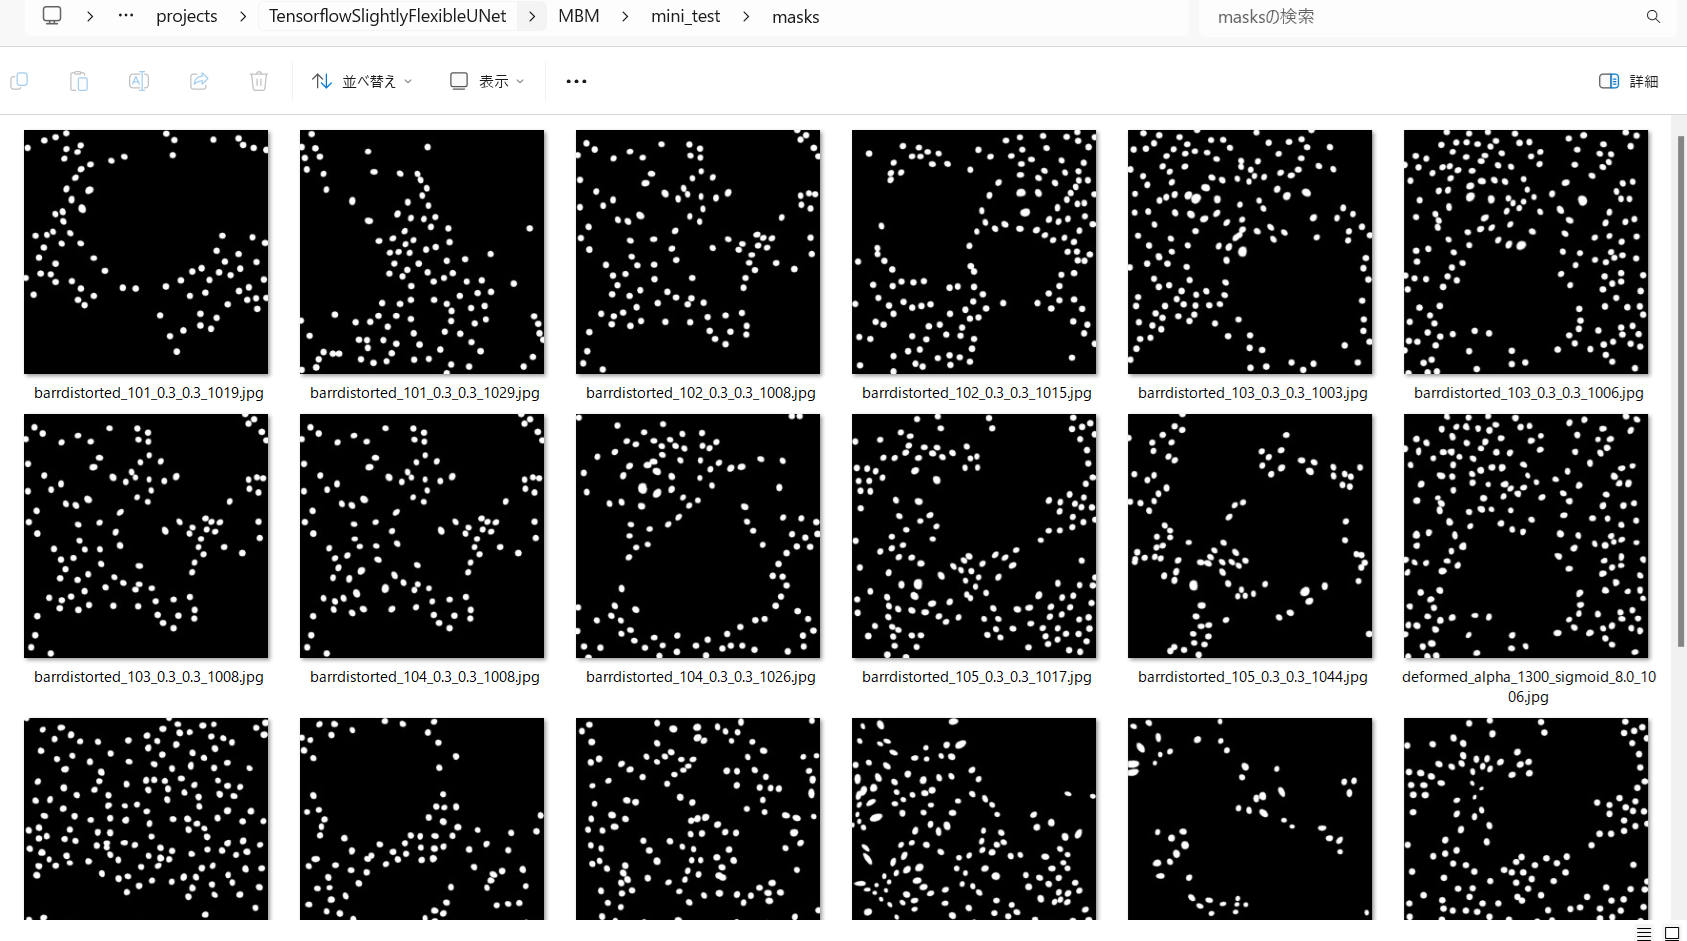 … projects > TensorflowSlightlyFlexibleUNet > MBM > mini_test > masks
masksの検索
並べ替え
表示
詳細
barrdistorted_101_0.3_0.3_1019.jpg
barrdistorted_101_0.3_0.3_1029.jpg
barrdistorted_102_0.3_0.3_1008.jpg
barrdistorted_102_0.3_0.3_1015.jpg
barrdistorted_103_0.3_0.3_1003.jpg
barrdistorted_103_0.3_0.3_1006.jpg
barrdistorted_103_0.3_0.3_1008.jpg
barrdistorted_104_0.3_0.3_1008.jpg
barrdistorted_104_0.3_0.3_1026.jpg
barrdistorted_105_0.3_0.3_1017.jpg
barrdistorted_105_0.3_0.3_1044.jpg
deformed_alpha_1300_sigmoid_8.0_10
06.jpg